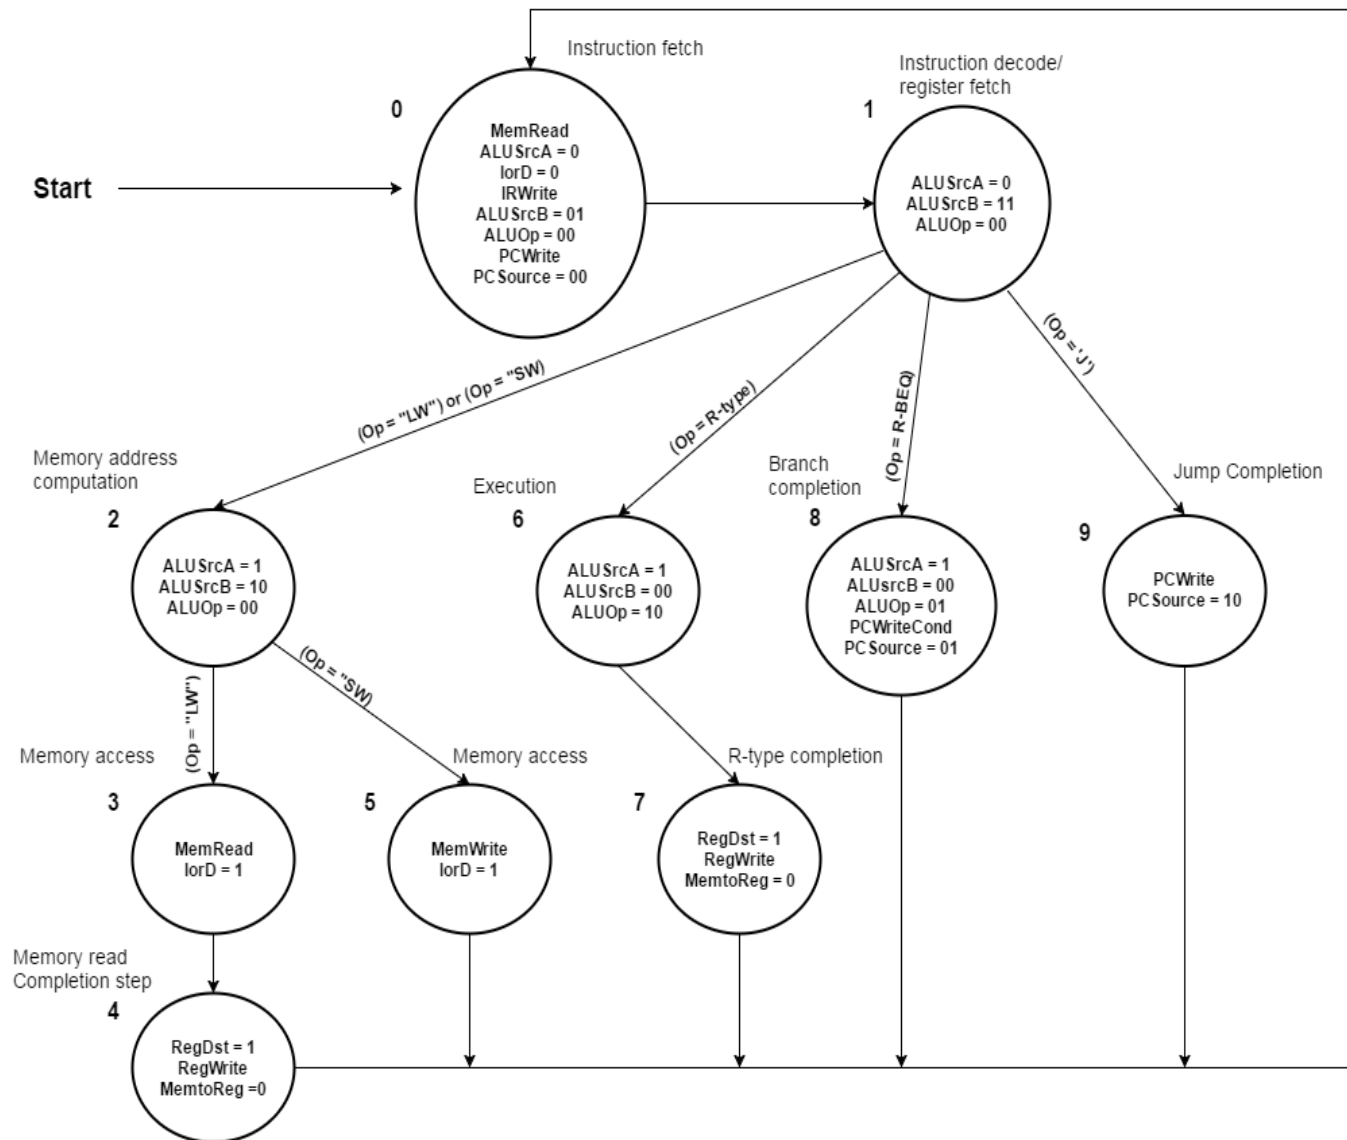 Instruction fetch
Instruction decode/
register fetch
0
1
MemRead
ALUSrcA = 0
IorD = 0
IRWrite
ALUSrcB = 01
ALUOp = 00
PCWrite
PCSource = 00
Start
ALUSrcA = 0
ALUSrcB = 11
ALUOp = 00
(Op = "LW") or (Op = "SW)
(Op = R-type)
(Op = R-BEQ)
(Op ='J')
Memory address
computation
2
Execution
6
Branch
completion
8
Jump Completion
9
ALUSrcA = 1
ALUSrcB = 10
ALUOp = 00
ALUSrcA = 1
ALUSrcB = 00
ALUOp = 10
ALUSrcA = 1
ALUsrcB = 00
ALUOp = 01
PCWriteCond
PCSource = 01
PCWrite
PCSource = 10
(Op = "LW")
(Op = "SW)
Memory access
3
Memory access
5
R-type completion
7
MemRead
IorD = 1
MemWrite
IorD = 1
RegDst = 1
RegWrite
MemtoReg = 0
Memory read
Completion step
4
RegDst = 1
RegWrite
MemtoReg =0